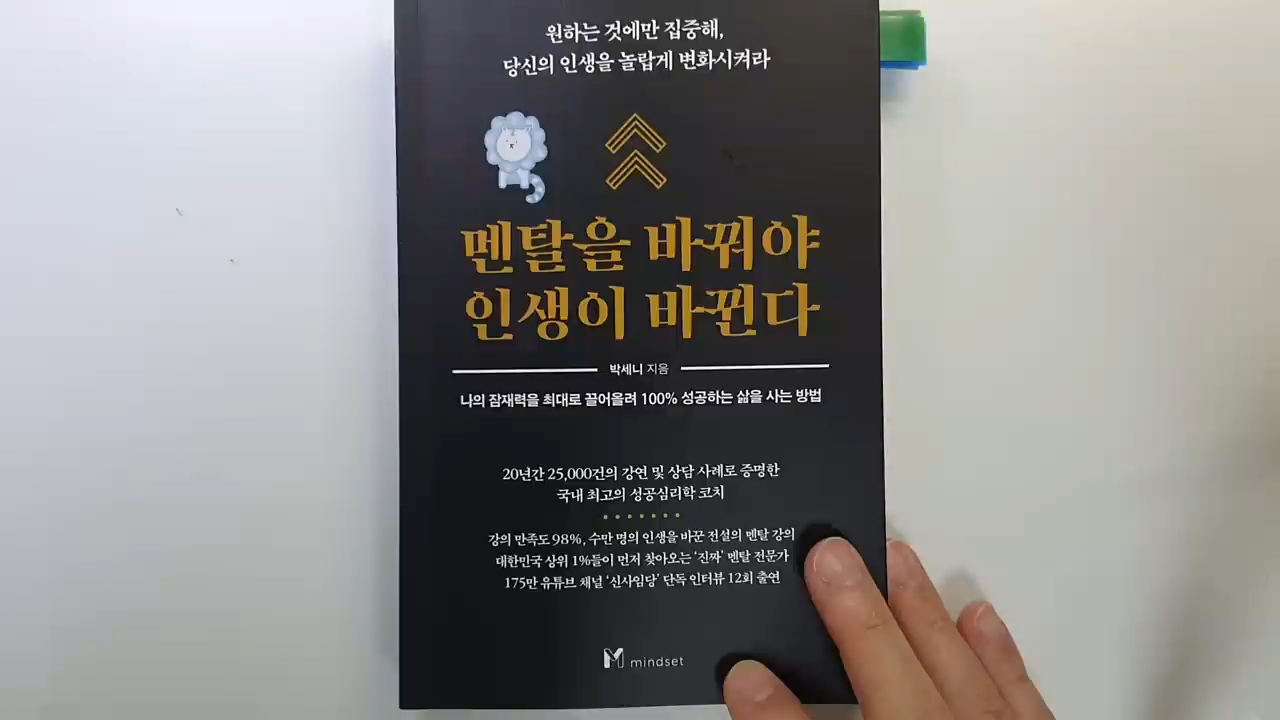 원하는 것에만 집중해,
당신의 인생을 놀랍게 변화시켜라
멘탈을 바꿔야
인생이 바뀐다
박세니 지음
나의 잠재력을 최대로 끌어올려 100% 성공하는 삶을 사는 방법
20년간 25,000건의 강연 및 상담 사례로 증명한
국내 최고의 성공심리학 코치
강의 만족도 98%, 수만 명의 인생을 바꾼 전설의 멘탈 강의
대한민국 상위 1%들이 먼저 찾아오는 ‘진짜’ 멘탈 전문가
175만 유튜브 채널 ‘신사임당’ 단독 인터뷰 12회 출연
mindset